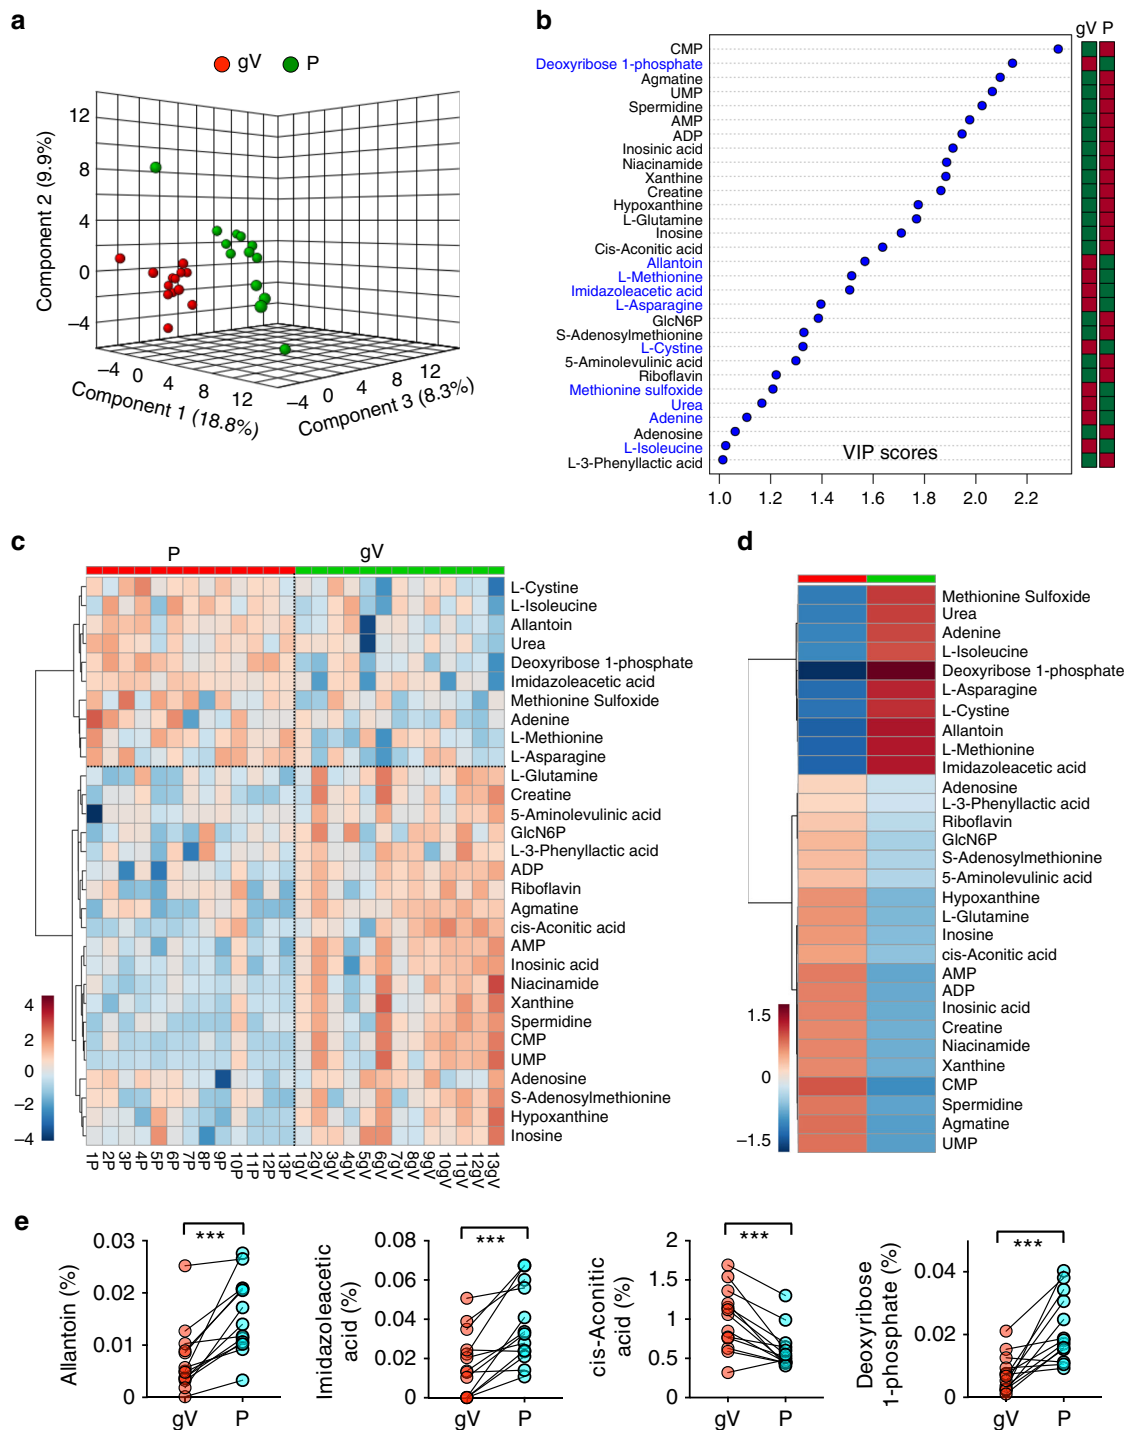 a
gV P
Component 2 (9.9%)
12
8
4
0
–4
–4 0 4 8 12
Component 1 (18.8%)
–4 0 4 8 12
Component 3 (8.3%)
b
gV P
CMP
Deoxyribose 1-phosphate
Agmatine
UMP
Spermidine
AMP
ADP
Inosinic acid
Niacinamide
Xanthine
Creatine
Hypoxanthine
L-Glutamine
Inosine
Cis-Aconitic acid
Allantoin
L-Methionine
Imidazoleacetic acid
L-Asparagine
GlcN6P
S-Adenosylmethionine
L-Cystine
5-Aminolevulinic acid
Riboflavin
Methionine sulfoxide
Urea
Adenine
Adenosine
L-Isoleucine
L-3-Phenyllactic acid
VIP scores
1.0 1.2 1.4 1.6 1.8 2.0 2.2
c
P gV
L-Cystine
L-Isoleucine
Allantoin
Urea
Deoxyribose 1-phosphate
Imidazoleacetic acid
Methionine Sulfoxide
Adenine
L-Methionine
L-Asparagine
L-Glutamine
Creatine
5-Aminolevulinic acid
GlcN6P
L-3-Phenyllactic acid
ADP
Riboflavin
Agmatine
cis-Aconitic acid
AMP
Inosinic acid
Niacinamide
Xanthine
Spermidine
CMP
UMP
Adenosine
S-Adenosylmethionine
Hypoxanthine
Inosine
4
2
0
–2
–4
1P 2P 3P 4P 5P 6P 7P 8P 9P 10P 11P 12P 13P 1gV 2gV 3gV 4gV 5gV 6gV 7gV 8gV 9gV 10gV 11gV 12gV 13gV
d
Methionine Sulfoxide
Urea
Adenine
L-Isoleucine
Deoxyribose 1-phosphate
L-Asparagine
L-Cystine
Allantoin
L-Methionine
Imidazoleacetic acid
Adenosine
L-3-Phenyllactic acid
Riboflavin
GlcN6P
S-Adenosylmethionine
5-Aminolevulinic acid
Hypoxanthine
L-Glutamine
Inosine
cis-Aconitic acid
AMP
ADP
Inosinic acid
Creatine
Niacinamide
Xanthine
CMP
Spermidine
Agmatine
UMP
1.5
0
–1.5
e
Allantoin (%)
0.03
0.02
0.01
0
***
gV P
Imidazoleacetic
acid (%)
0.08
0.06
0.04
0.02
0
***
gV P
cis-Aconitic
acid (%)
2
1.5
1
0.5
0
***
gV P
Deoxyribose
1-phosphate (%)
0.04
0.02
0
***
gV P